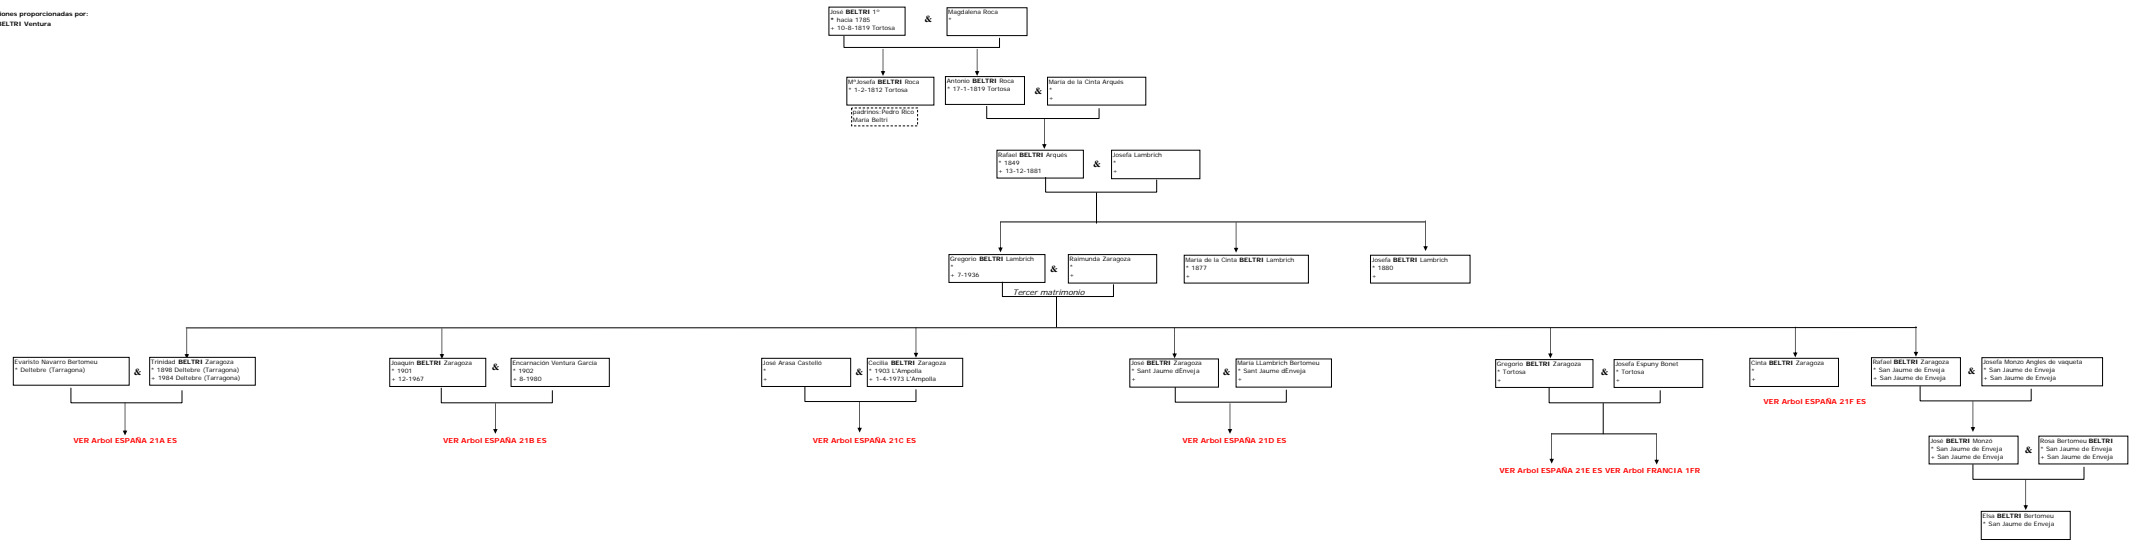 iones proporcionadas por:
BELTRI Ventura
José BELTRI 1º
* hacia 1785
+ 10-8-1819 Tortosa
&
Magdalena Roca
*
MªJosefa BELTRI Roca
* 1-2-1812 Tortosa
padrinos:Pedro Rico
Maria Beltri
Antonio BELTRI Roca
* 17-1-1819 Tortosa
&
Maria de la Cinta Arqués
*
+
Rafael BELTRI Arqués
* 1849
+ 13-12-1881
&
Josefa Lambrich
*
+
Gregorio BELTRI Lambrich
*
+ 7-1936
&
Raimunda Zaragoza
*
+
Tercer matrimonio
Maria de la Cinta BELTRI Lambrich
* 1877
+
Josefa BELTRI Lambrich
* 1880
+
Evaristo Navarro Bertomeu
* Deltebre (Tarragona)
&
Trinidad BELTRI Zaragoza
* 1898 Deltebre (Tarragona)
+ 1984 Deltebre (Tarragona)
VER Arbol ESPAÑA 21A ES
Joaquin BELTRI Zaragoza
* 1901
+ 12-1967
&
Encarnación Ventura Garcia
* 1902
+ 8-1980
VER Arbol ESPAÑA 21B ES
José Arasa Castelló
*
+
&
Cecilia BELTRI Zaragoza
* 1903 L'Ampolla
+ 1-4-1973 L'Ampolla
VER Arbol ESPAÑA 21C ES
José BELTRI Zaragoza
* Sant Jaume dEnveja
+
&
Maria LLambrich Bertomeu
* Sant Jaume dEnveja
+
VER Arbol ESPAÑA 21D ES
Gregorio BELTRI Zaragoza
* Tortosa
+
&
Josefa Espuny Bonet
* Tortosa
+
VER Arbol ESPAÑA 21E ES VER Arbol FRANCIA 1FR
Cinta BELTRI Zaragoza
*
+
VER Arbol ESPAÑA 21F ES
Rafael BELTRI Zaragoza
* San Jaume de Enveja
+ San Jaume de Enveja
&
Josefa Monzo Angles de vaqueta
* San Jaume de Enveja
+ San Jaume de Enveja
José BELTRI Monzó
* San Jaume de Enveja
+ San Jaume de Enveja
&
Rosa Bertomeu BELTRI
* San Jaume de Enveja
+ San Jaume de Enveja
Elsa BELTRI Bertomeu
* San Jaume de Enveja